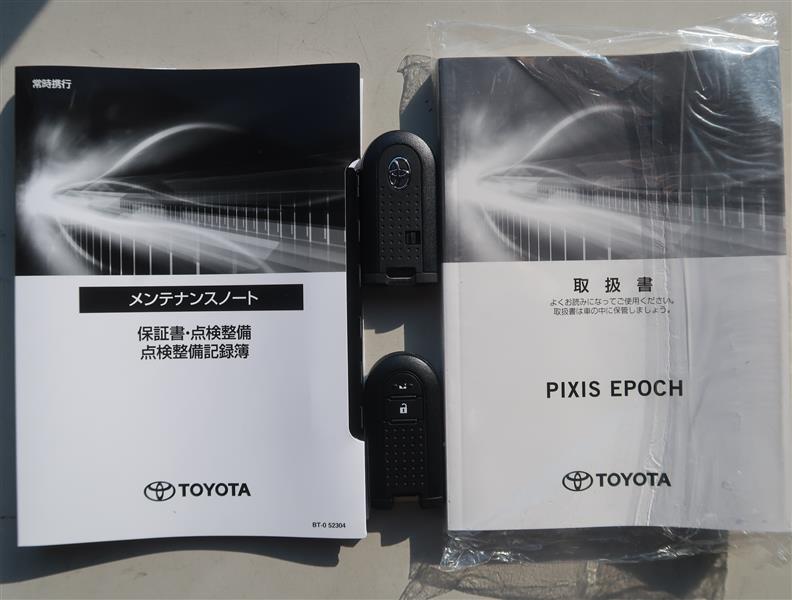 常時携行
メンテナンスノート
保証書・点検整備
点検整備記録簿
TOYOTA
BT-0 52304
取扱書
よくお読みになってご使用ください。
取扱書は車の中に保管しましょう。
PIXIS EPOCH
TOYOTA